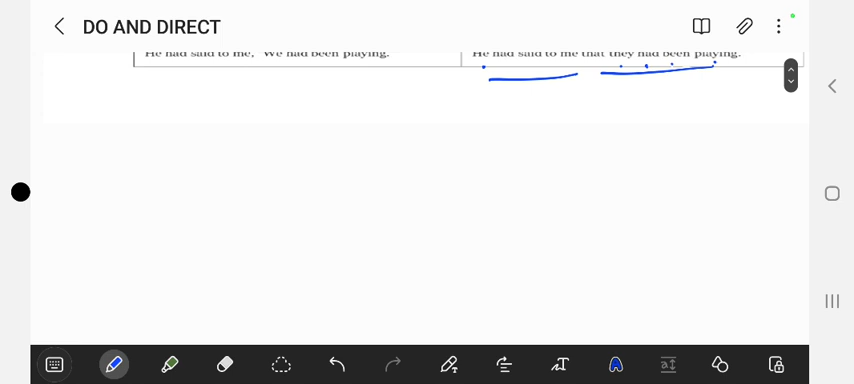 DO AND DIRECT
He had said to me, "We had been playing. He had said to me that they had been playing.